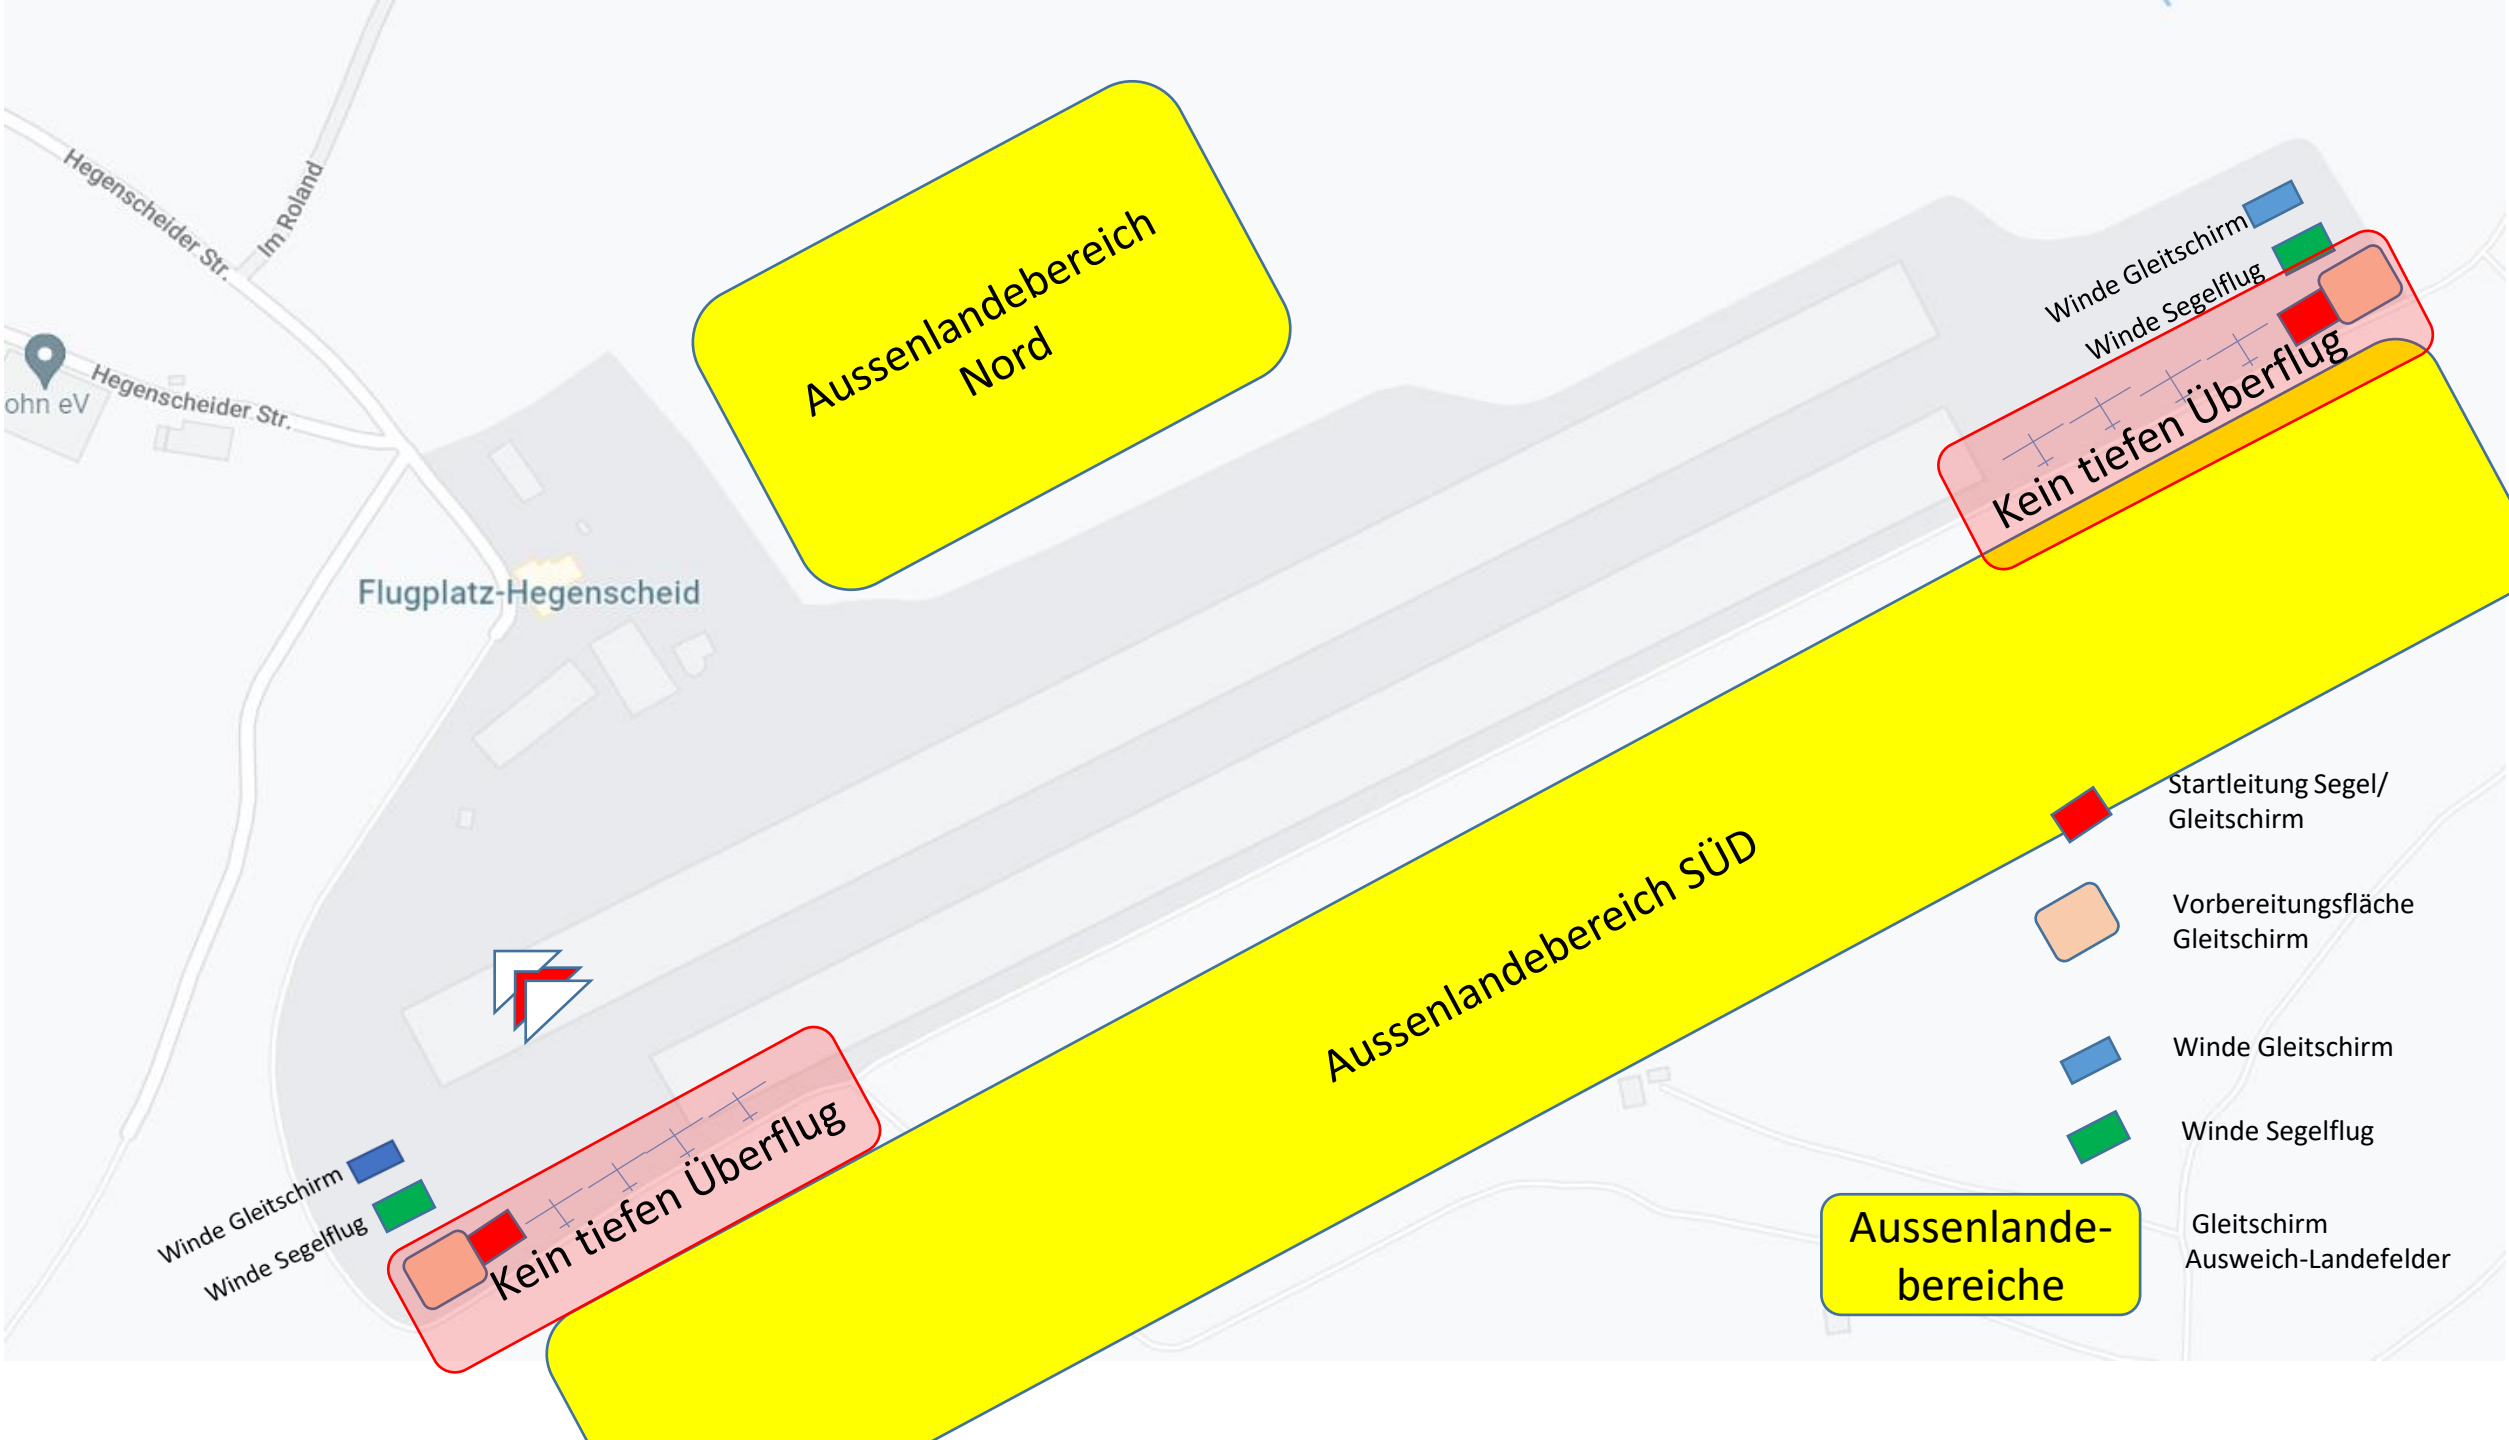 Hegenscheider Str.
Im Roland
Hegenscheider Str.
ohn eV
Flugplatz-Hegenscheid
Aussenlandebereich
Nord
Winde Gleitschirm
Winde Segelflug
Kein tiefen Überflug
Aussenlandebereich SÜD
Winde Gleitschirm
Winde Segelflug
Kein tiefen Überflug
Startleitung Segel/
Gleitschirm
Vorbereitungsfläche
Gleitschirm
Winde Gleitschirm
Winde Segelflug
Aussenlande-
bereiche
Gleitschirm
Ausweich-Landefelder